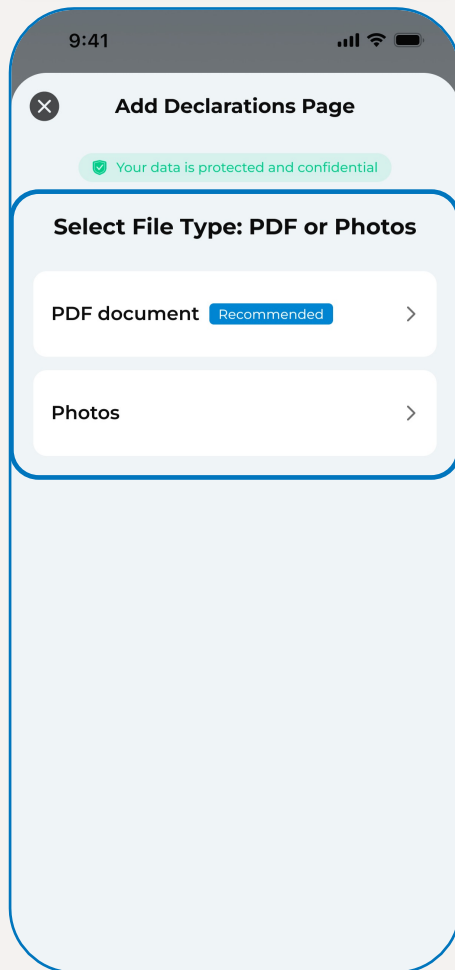 9:41
Add Declarations Page
Your data is protected and confidential
Select File Type: PDF or Photos
PDF document Recommended
Photos